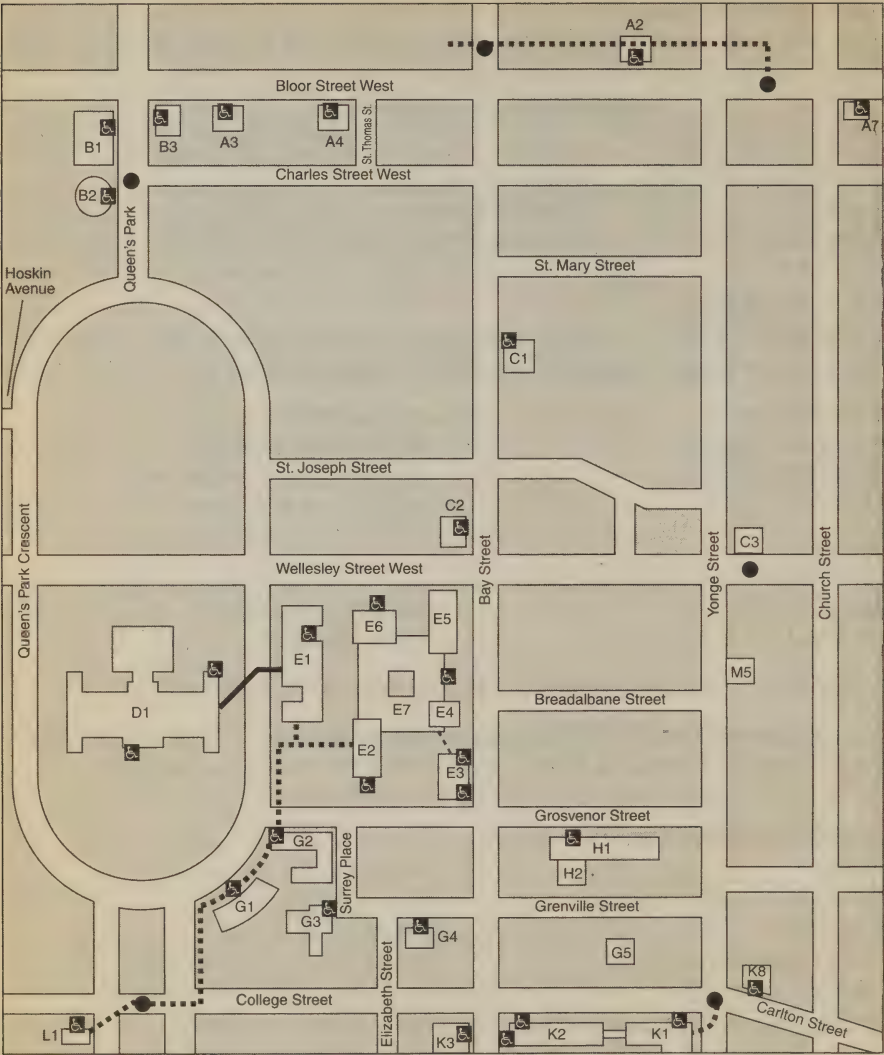 A2
Bloor Street West
A7
B1
B3
A3
A4
St. Thomas St.
Charles Street West
B2
Queen's Park
Hoskin
Avenue
St. Mary Street
C1
St. Joseph Street
C2
C3
Queen's Park Crescent
Wellesley Street West
Bay Street
Yonge Street
Church Street
E6
E5
E1
M5
D1
E7
E4
Breadalbane Street
E2
E3
Grosvenor Street
G2
H1
Surrey Place
H2
G1
Grenville Street
G3
G4
G5
Elizabeth Street
K8
College Street
Carlton Street
L1
K3
K2
K1